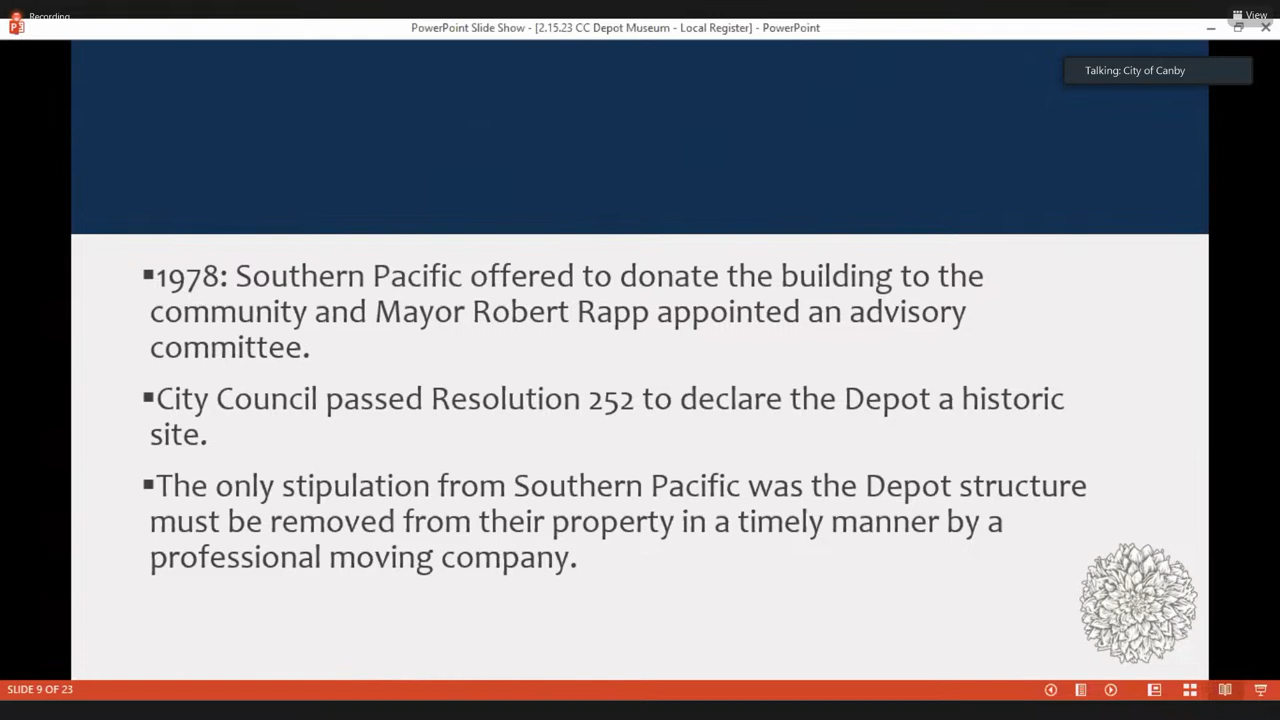 Recording
View
PowerPoint Slide Show - [2.15.23 CC Depot Museum - Local Register] - PowerPoint
Talking: City of Canby
▪1978: Southern Pacific offered to donate the building to the
community and Mayor Robert Rapp appointed an advisory
committee.
▪City Council passed Resolution 252 to declare the Depot a historic
site.
▪The only stipulation from Southern Pacific was the Depot structure
must be removed from their property in a timely manner by a
professional moving company.
SLIDE 9 OF 23